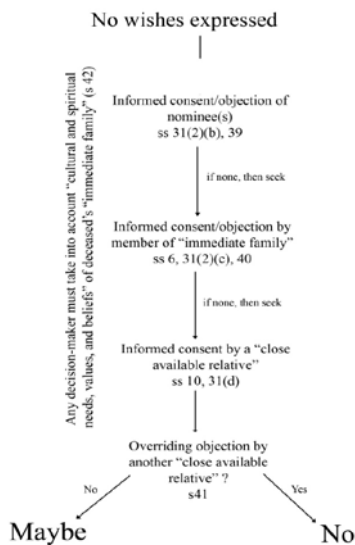 No wishes expressed
Any decision-maker must take into account “cultural and spiritual
needs, values, and beliefs” of deceased's “immediate family” (s 42)
Informed consent/objection of
nominee(s)
ss 31(2)(b), 39
if none, then seek
Informed consent/objection by
member of “immediate family”
ss 6, 31(2)(c), 40
if none, then seek
Informed consent by a “close
available relative”
ss 10, 31(d)
Overriding objection by
another “close available
relative” ?
s41
No
Yes
Maybe
No